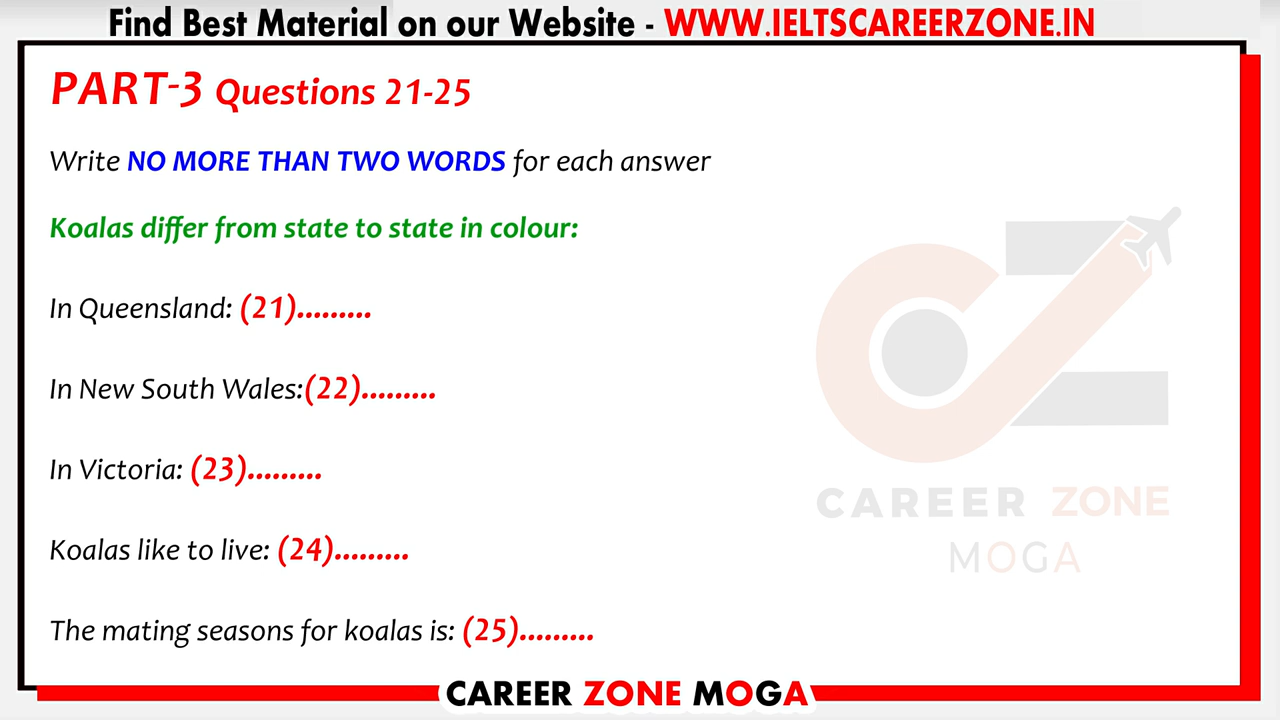 Find Best Material on our Website - WWW.IELTSCAREERZONE.IN
PART-3 Questions 21-25
Write NO MORE THAN TWO WORDS for each answer
Koalas differ from state to state in colour:
In Queensland: (21).........
In New South Wales:(22).........
In Victoria: (23).........
Koalas like to live: (24).........
The mating seasons for koalas is: (25).........
CAREER ZONE
MOGA
CAREER ZONE MOGA